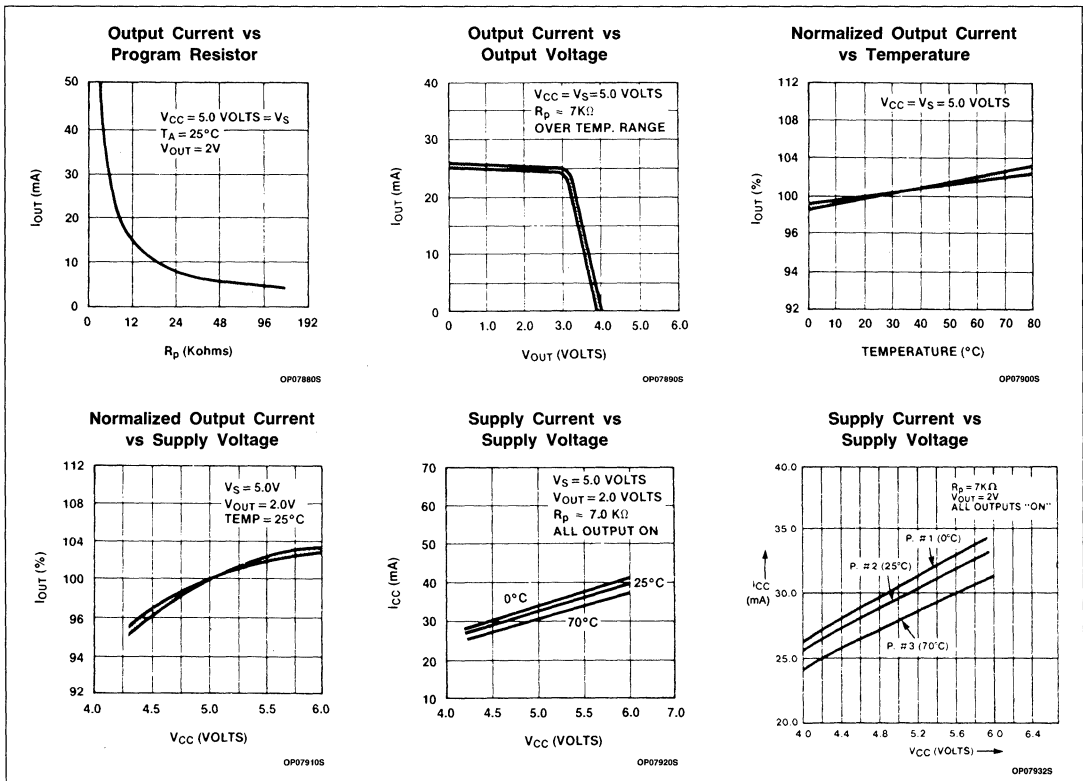 Output Current vs
Program Resistor
50
40
30
20
10
0
IOUT (mA)
VCC = 5.0 VOLTS = VS
TA = 25°C
VOUT = 2V
0 12 24 48 96 192
Rp (Kohms)
OP07880S
Output Current vs
Output Voltage
40
30
20
10
0
IOUT (mA)
VCC = VS = 5.0 VOLTS
Rp = 7KΩ
OVER TEMP. RANGE
0 1.0 2.0 3.0 4.0 5.0 6.0
VOUT (VOLTS)
OP07890S
Normalized Output Current
vs Temperature
112
108
104
100
96
94
92
IOUT (%)
VCC = VS = 5.0 VOLTS
0 10 20 30 40 50 60 70 80
TEMPERATURE (°C)
OP07900S
Normalized Output Current
vs Supply Voltage
112
108
104
100
96
94
92
IOUT (%)
VS = 5.0V
VOUT = 2.0V
TEMP = 25°C
4.0 4.5 5.0 5.5 6.0
VCC (VOLTS)
OP07910S
Supply Current vs
Supply Voltage
70
60
50
40
30
20
10
ICC (mA)
VS = 5.0 VOLTS
VOUT = 2.0 VOLTS
Rp = 7.0 KΩ
ALL OUTPUT ON
0°C
25°C
70°C
4.0 4.5 5.0 5.5 6.0 7.0
VCC (VOLTS)
OP07920S
Supply Current vs
Supply Voltage
40.0
35.0
30.0
25.0
20.0
ICC
(mA)
Rp = 7KΩ
VOUT = 2V
ALL OUTPUTS "ON"
P. #1 (0°C)
P. #2 (25°C)
P. #3 (70°C)
4.0 4.4 4.8 5.2 5.6 6.0 6.4
VCC (VOLTS)
OP07932S